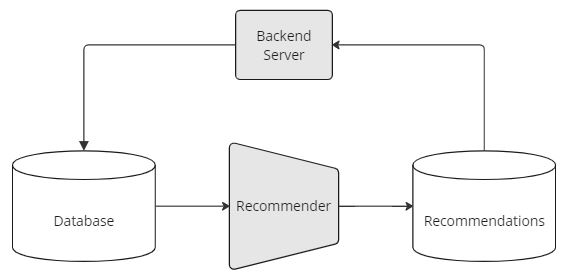 Backend
Server
Database
Recommender
Recommendations